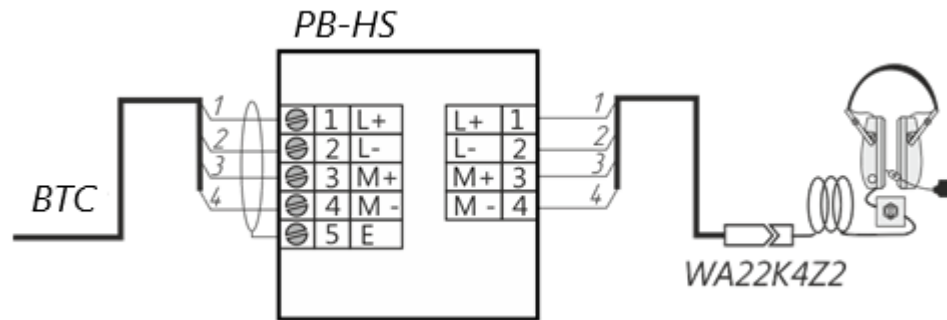 PB-HS
1 1 L+ L+ 1 1
2 2 L- L- 2 2
3 3 M+ M+ 3 3
4 4 M - M - 4 4
5 E
BTC
WA22K4Z2